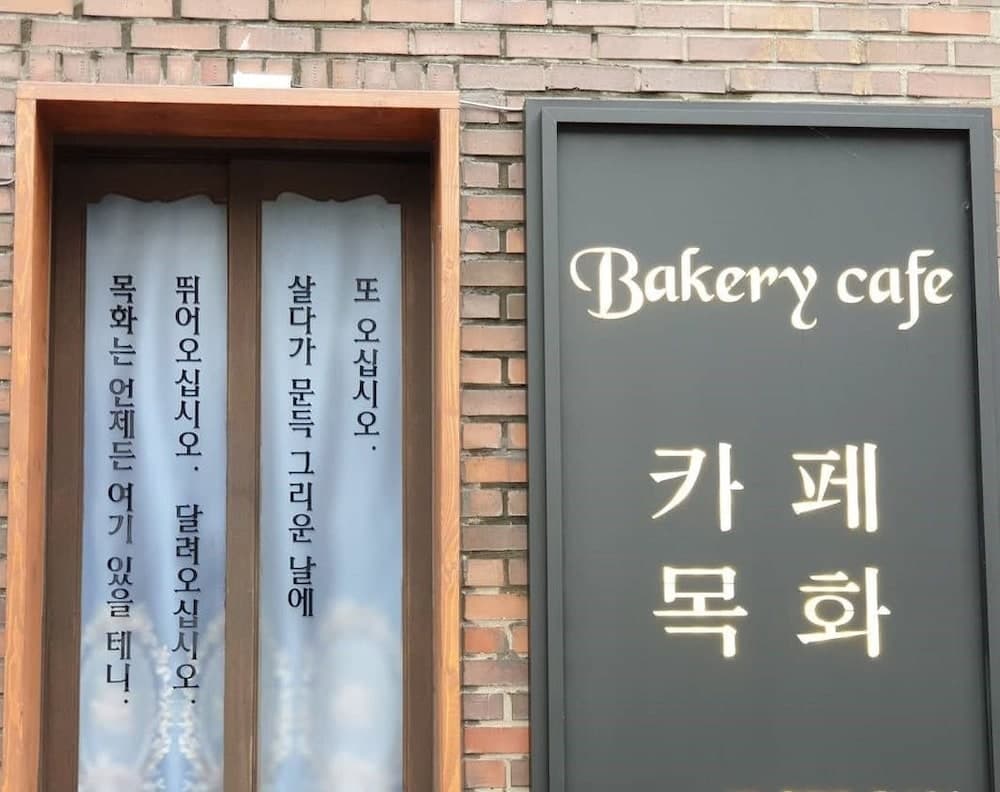 또 오십시오.
살다가 문득 그리운 날에
뛰어오십시오. 달려오십시오.
목화는 언제든 여기 있을 테니.
Bakery cafe
카페
목화